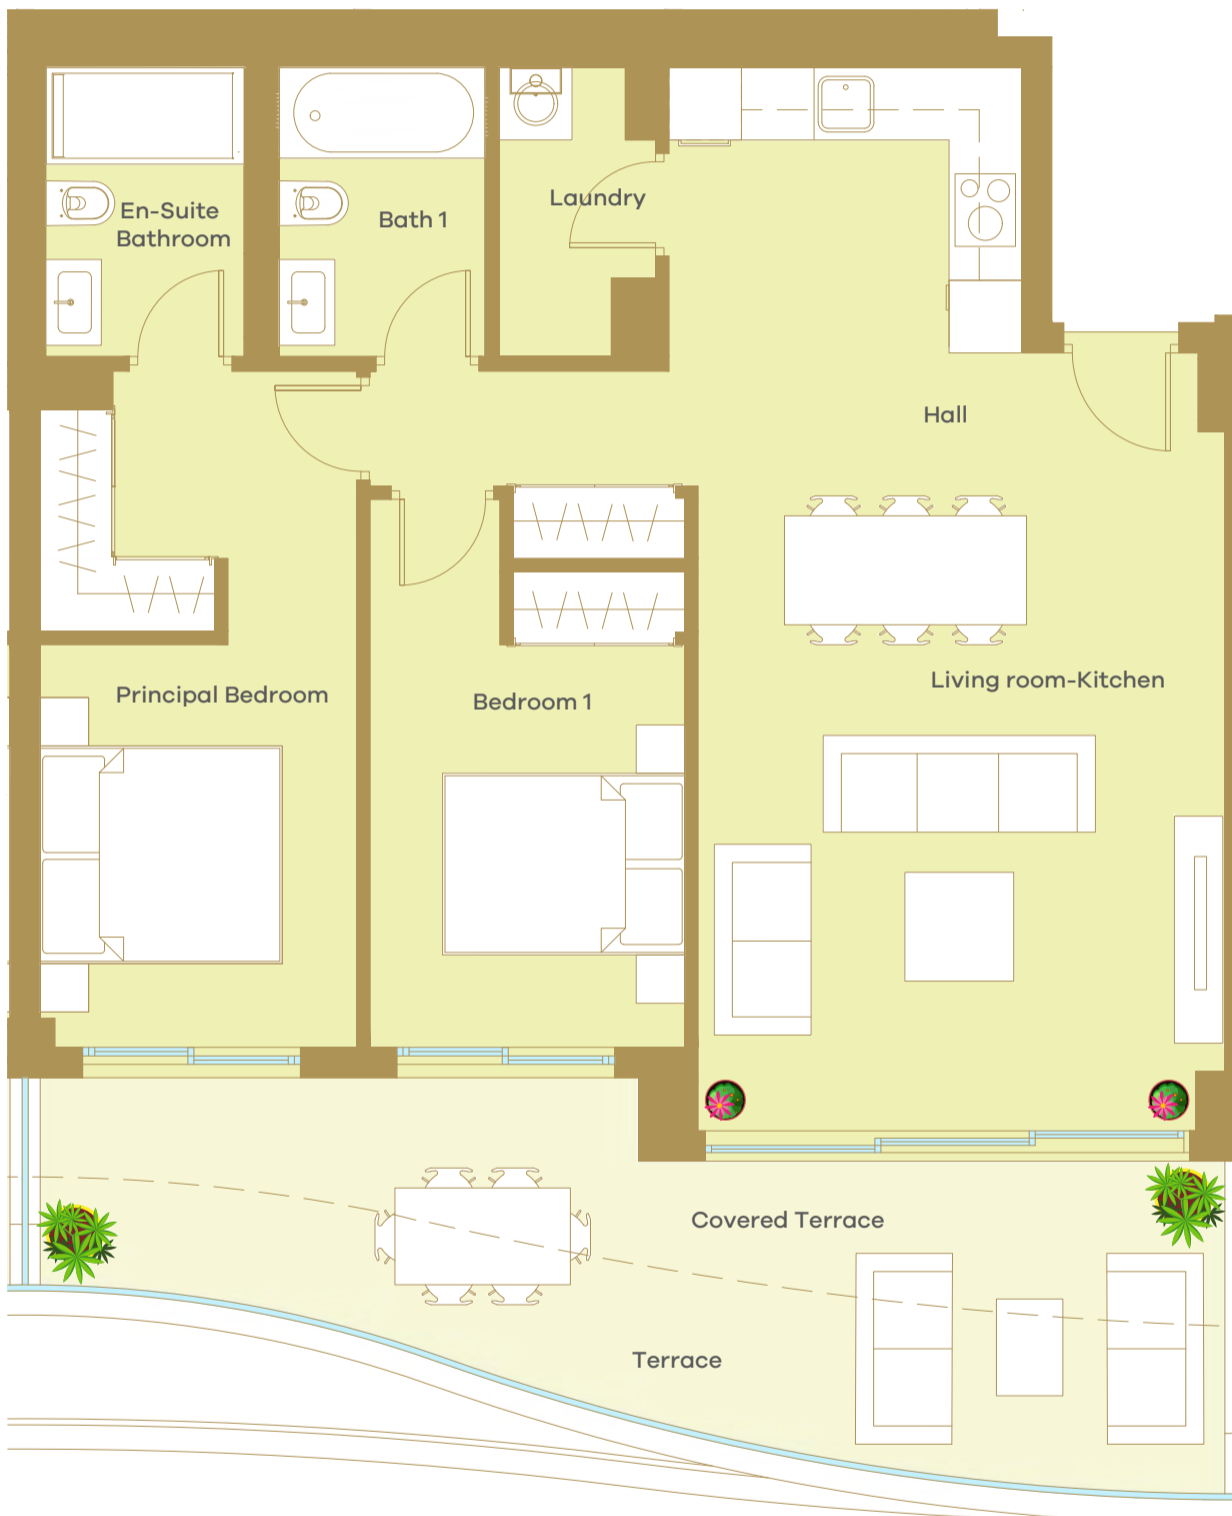 En-Suite
Bathroom
Bath 1
Laundry
Hall
Living room-Kitchen
Principal Bedroom
Bedroom 1
Covered Terrace
Terrace